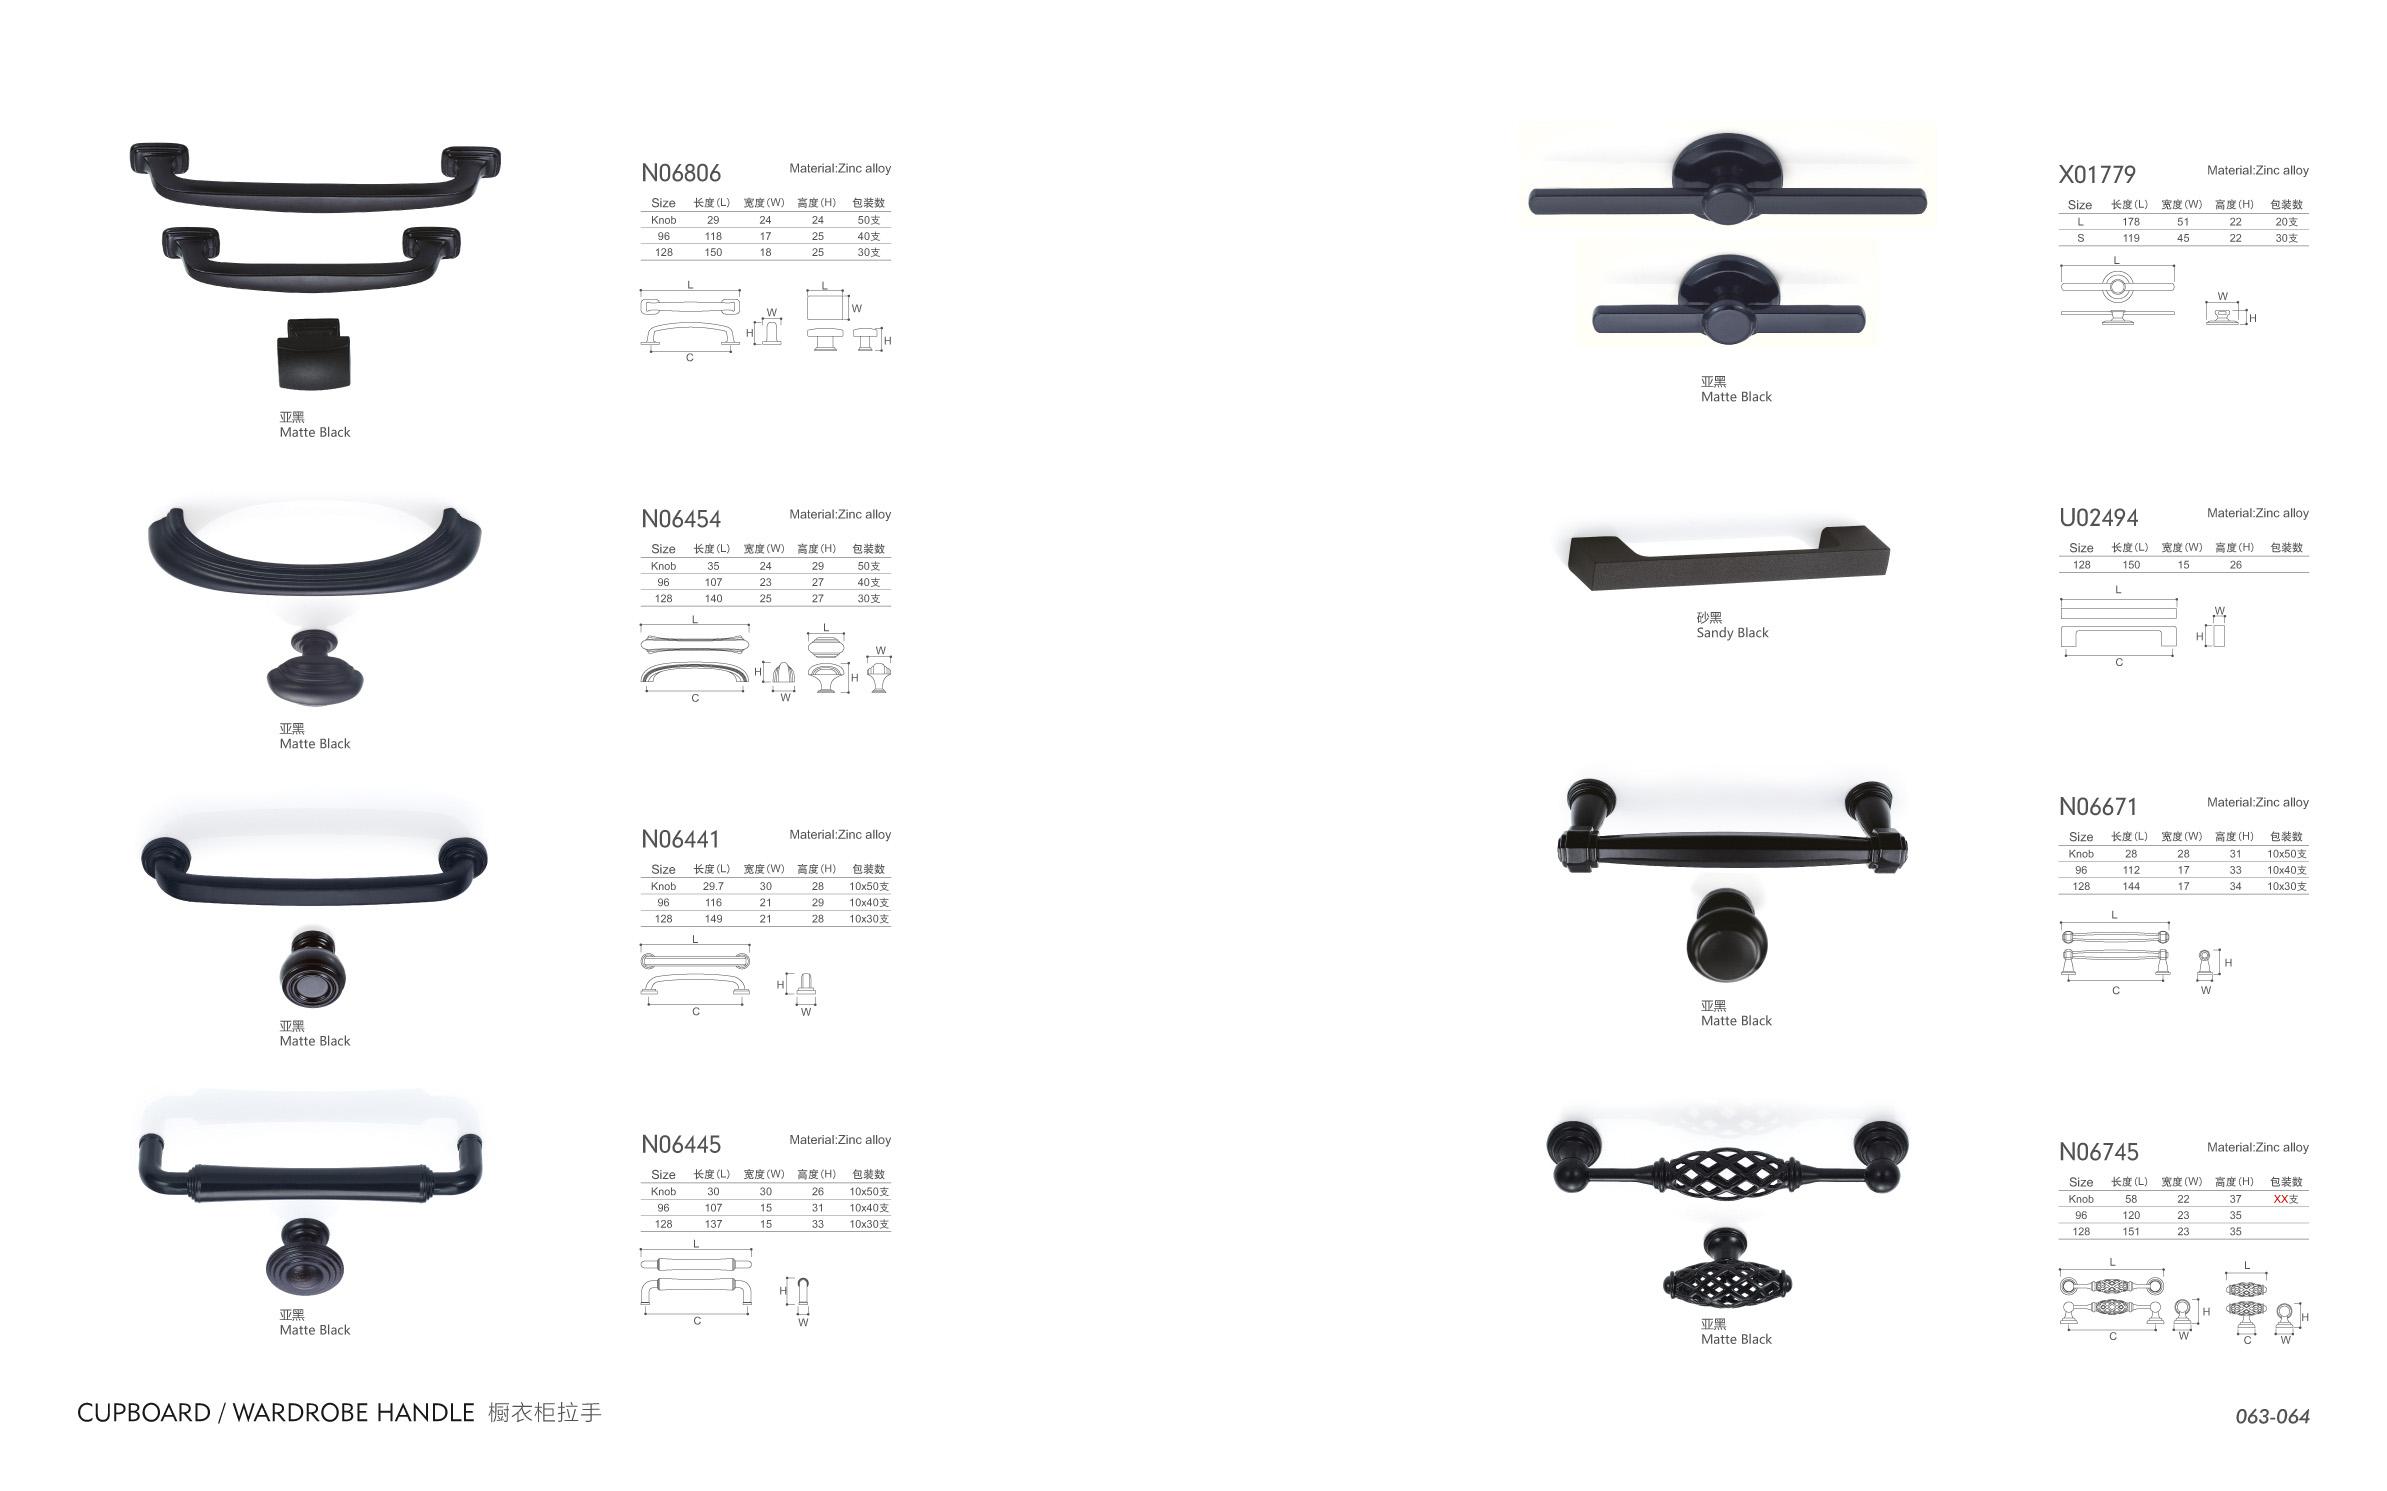 N06806 Material:Zinc alloy
Size 长度(L) 宽度(W) 高度(H) 包装数
Knob 29 24 24 50支
96 118 17 25 40支
128 150 18 25 30支
L
L
W
H
W
H
C
亚黑
Matte Black
N06454 Material:Zinc alloy
Size 长度(L) 宽度(W) 高度(H) 包装数
Knob 35 24 29 50支
96 107 23 27 40支
128 140 25 27 30支
L
L
W
H
H
C
W
亚黑
Matte Black
N06441 Material:Zinc alloy
Size 长度(L) 宽度(W) 高度(H) 包装数
Knob 29.7 30 28 10x50支
96 116 21 29 10x40支
128 149 21 28 10x30支
L
H
C
W
亚黑
Matte Black
N06445 Material:Zinc alloy
Size 长度(L) 宽度(W) 高度(H) 包装数
Knob 30 30 26 10x50支
96 107 15 31 10x40支
128 137 15 33 10x30支
L
H
C
W
亚黑
Matte Black
X01779 Material:Zinc alloy
Size 长度(L) 宽度(W) 高度(H) 包装数
L 178 51 22 20支
S 119 45 22 30支
L
W
H
亚黑
Matte Black
U02494 Material:Zinc alloy
Size 长度(L) 宽度(W) 高度(H) 包装数
128 150 15 26
L
W
H
C
砂黑
Sandy Black
N06671 Material:Zinc alloy
Size 长度(L) 宽度(W) 高度(H) 包装数
Knob 28 28 31 10x50支
96 112 17 33 10x40支
128 144 17 34 10x30支
L
H
C
W
亚黑
Matte Black
N06745 Material:Zinc alloy
Size 长度(L) 宽度(W) 高度(H) 包装数
Knob 58 22 37 XX支
96 120 23 35
128 151 23 35
L
L
H
H
C
W
C
W
亚黑
Matte Black
CUPBOARD / WARDROBE HANDLE 橱衣柜拉手
063-064